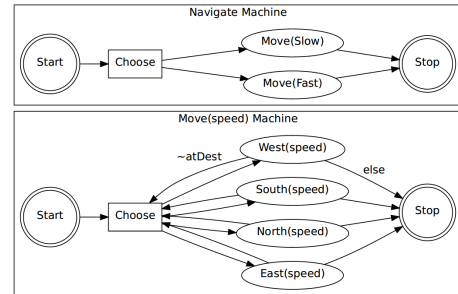 Navigate Machine
Start
Choose
Move(Slow)
Move(Fast)
Stop
Move(speed) Machine
Start
Choose
~atDest
West(speed)
South(speed)
North(speed)
East(speed)
else
Stop